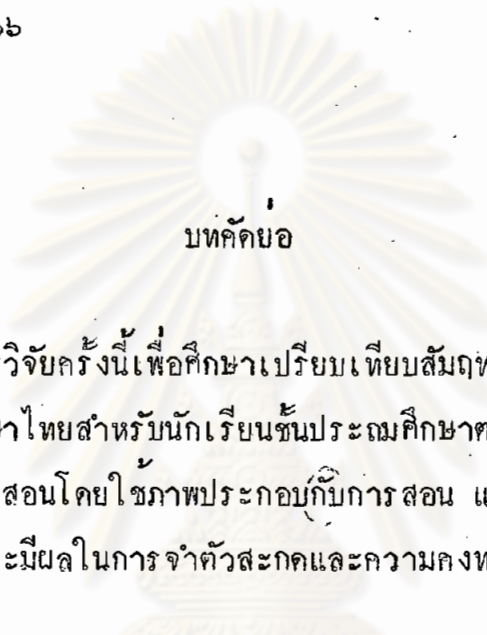 ๑๖
บทคัดย่อ
วิจัยครั้งนี้เพื่อศึกษาเปรียบเทียบสัมฤท
าไทยสำหรับนักเรียนชั้นประถมศึกษาต
สอนโดยใช้ภาพประกอบกับการสอน แ
ะมีผลในการจำตัวสะกดและความคงท